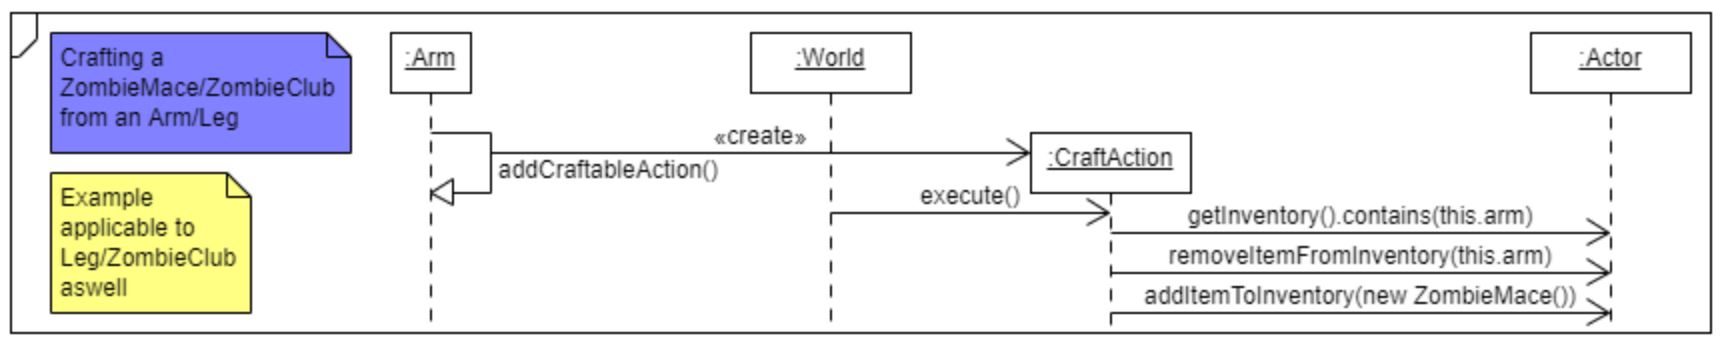 Crafting a
ZombieMace/ZombieClub
from an Arm/Leg
Example
applicable to
Leg/ZombieClub
aswell
:Arm
:World
:Actor
«create»
:CraftAction
addCraftableAction()
execute()
getInventory().contains(this.arm)
removeItemFromInventory(this.arm)
addItemToInventory(new ZombieMace())